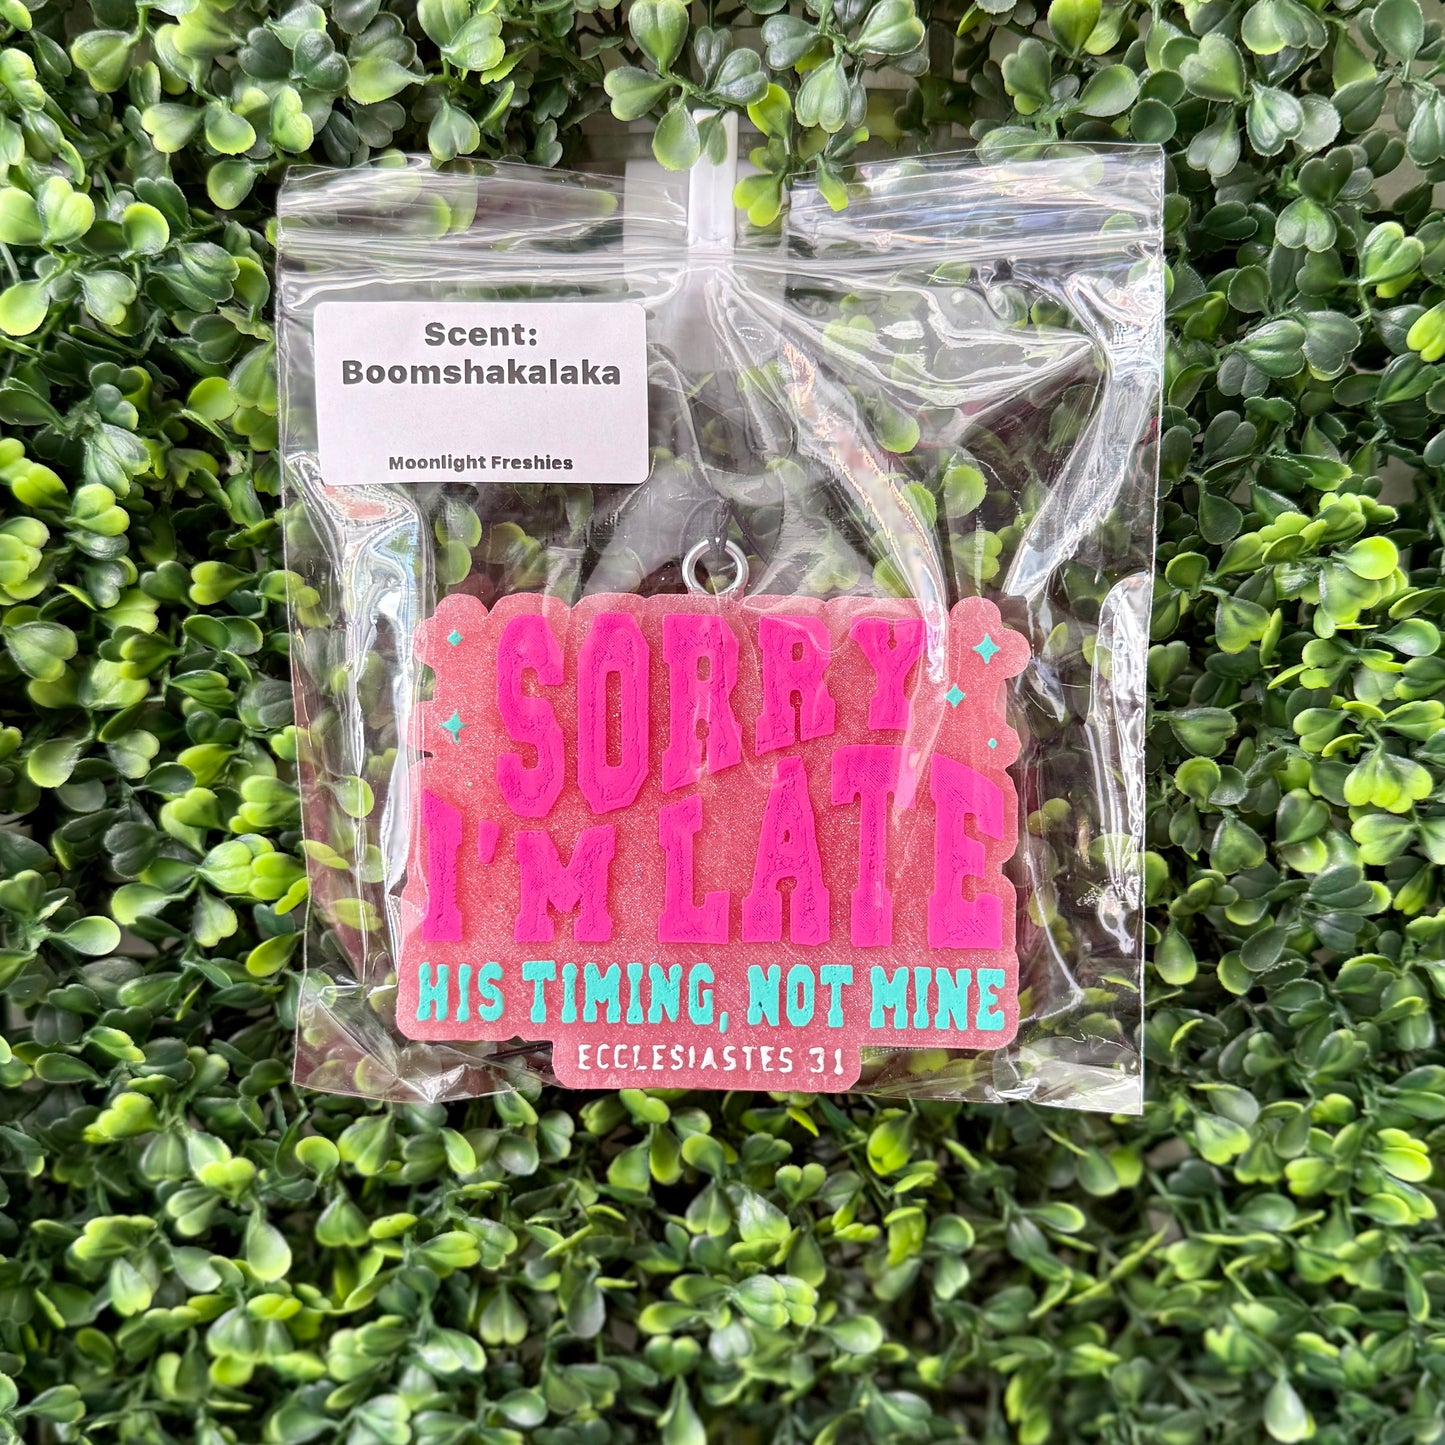 Scent:
Boomshakalaka
Moonlight Freshies
SORRY
I'M LATE
HIS TIMING, NOT MINE
ECCLESIASTES 31